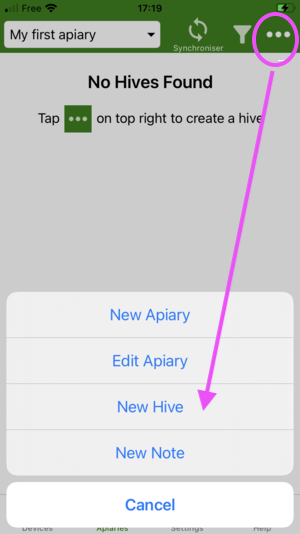 Free 17:19
My first apiary
Synchroniser
No Hives Found
Tap ••• on top right to create a hive
New Apiary
Edit Apiary
New Hive
New Note
Cancel
Devices Apiaries Settings Help